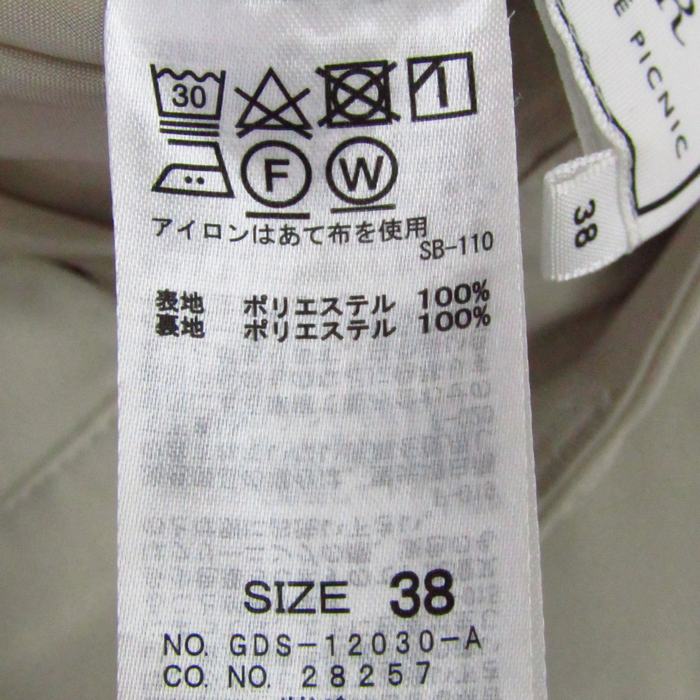 30
F W
アイロンはあて布を使用
SB-110
表地 ポリエステル 100%
裏地 ポリエステル 100%
SIZE 38
NO. GDS-12030-A
CO. NO. 28257
PICNIC
38